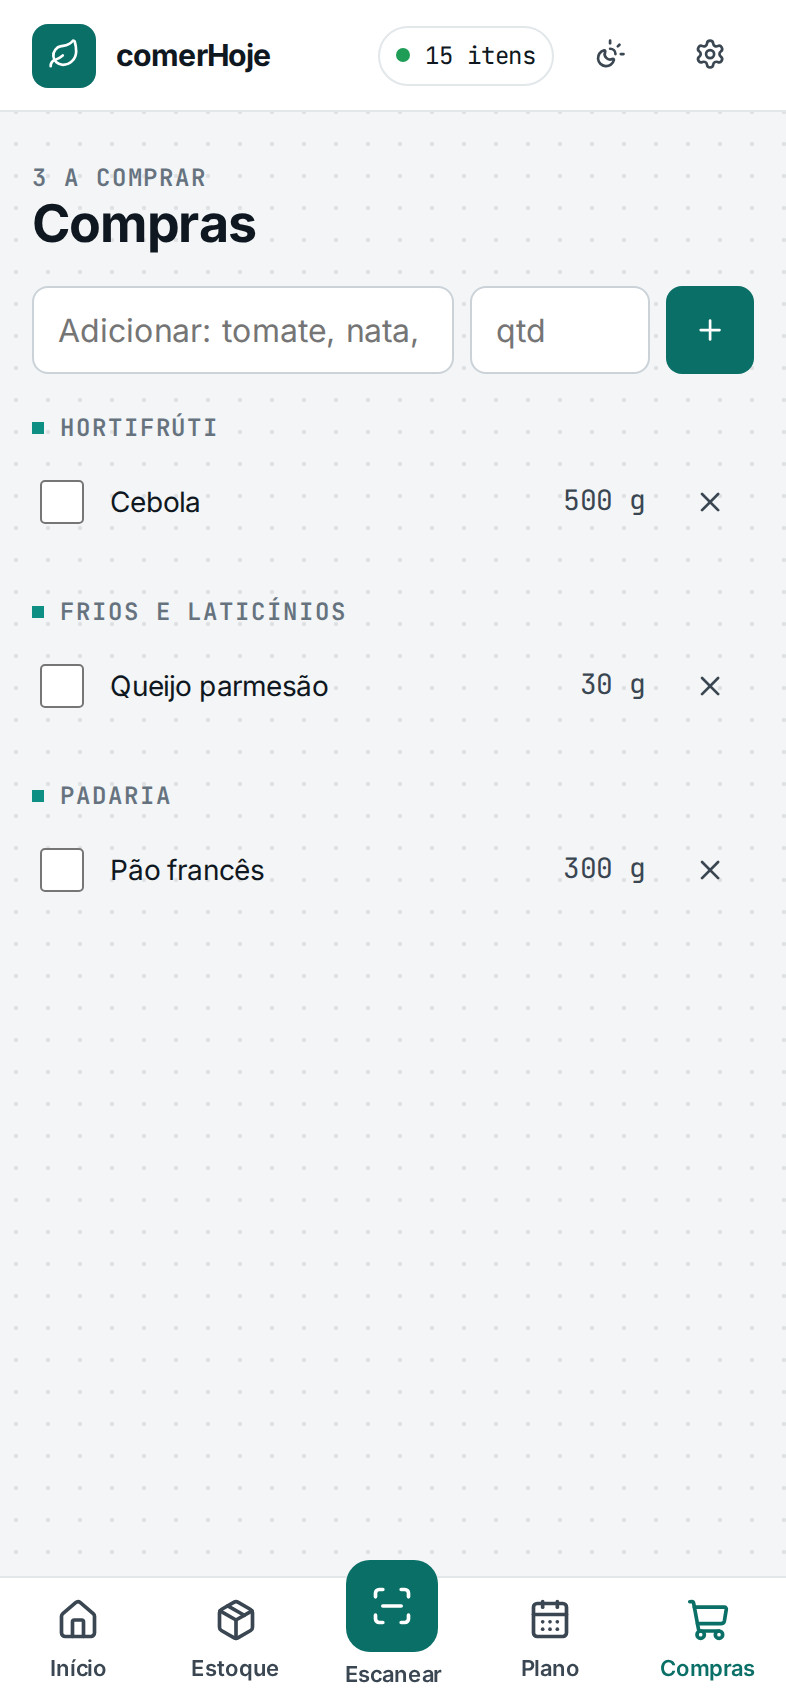 comerHoje
15 itens
3 A COMPRAR
Compras
Adicionar: tomate, nata,
qtd
HORTIFRÚTI
Cebola 500 g
FRIOS E LATICÍNIOS
Queijo parmesão 30 g
PADARIA
Pão francês 300 g
Início
Estoque
Escanear
Plano
Compras